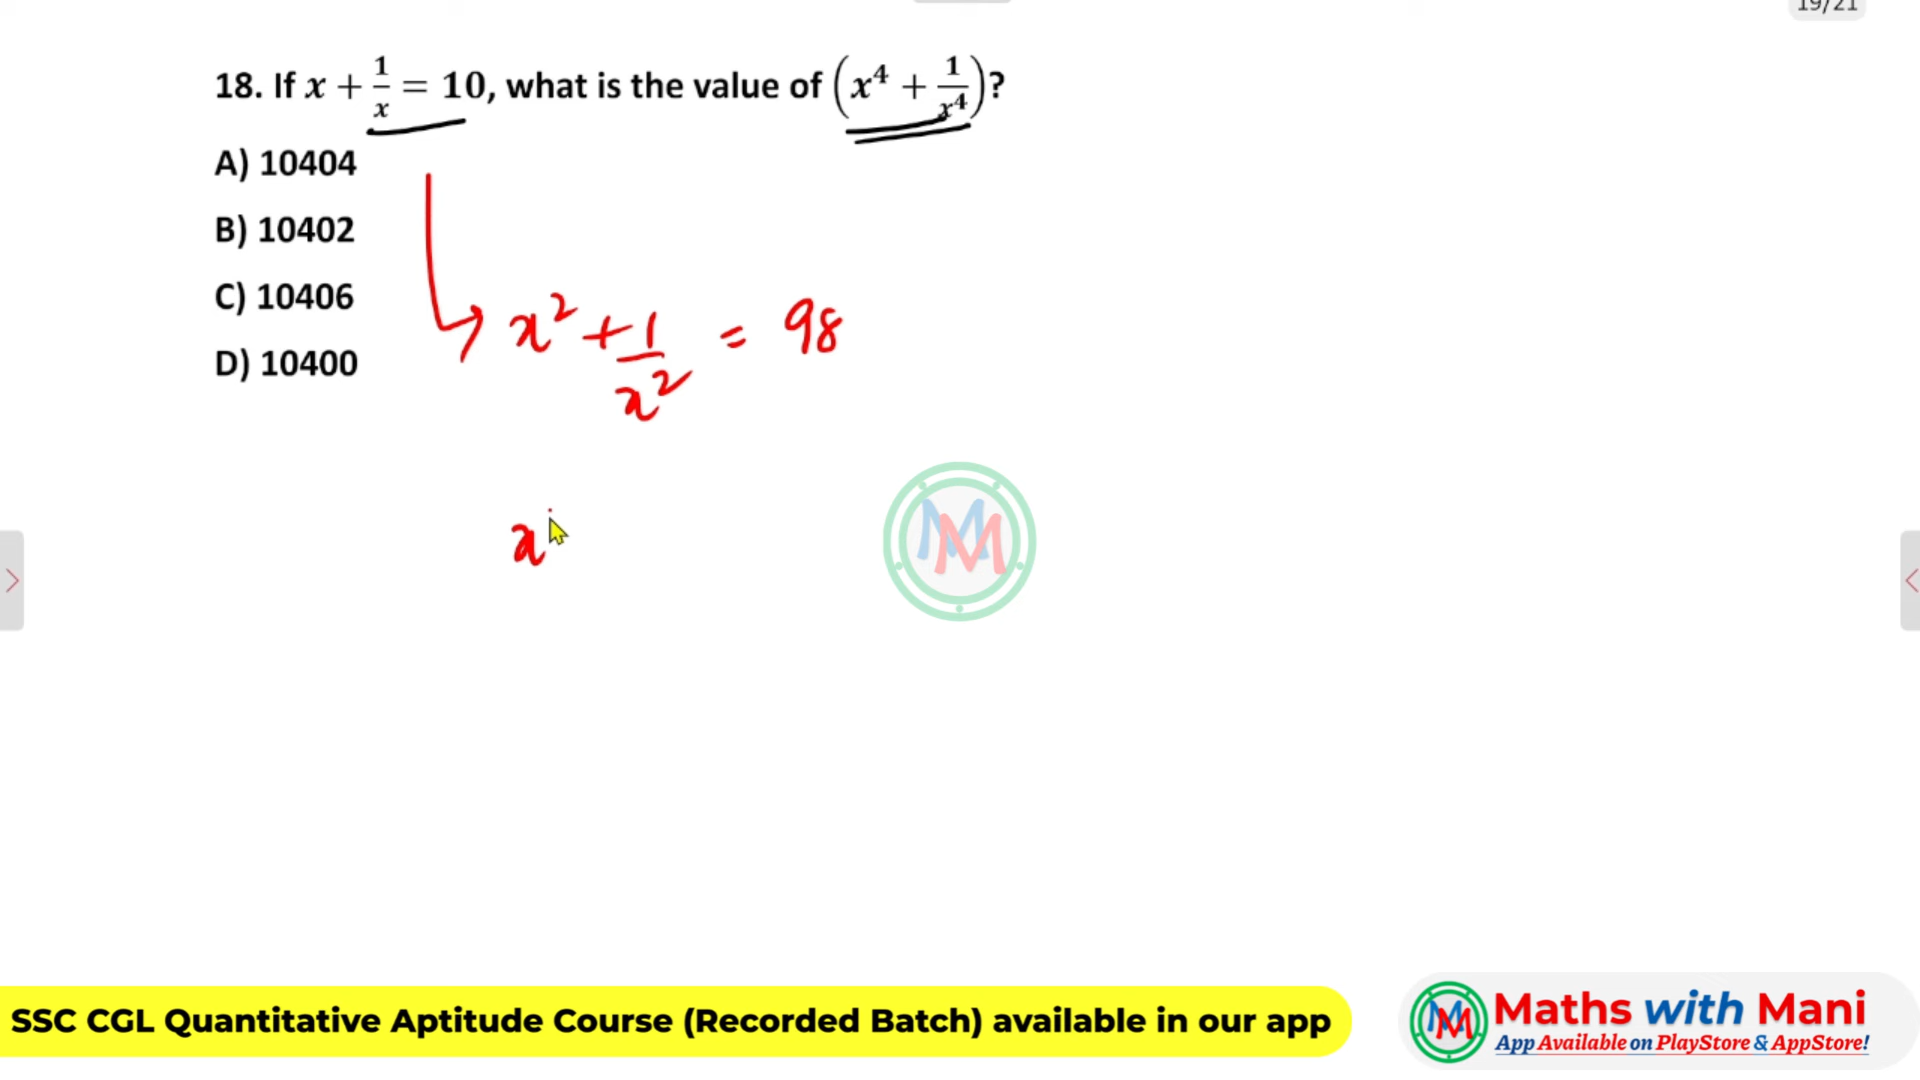 19/21
18. If x + 1/x = 10, what is the value of (x⁴ + 1/x⁴)?
A) 10404
B) 10402
C) 10406
D) 10400
x² + 1/x² = 98
x
MM
SSC CGL Quantitative Aptitude Course (Recorded Batch) available in our app
MM Maths with Mani
App Available on PlayStore & AppStore!